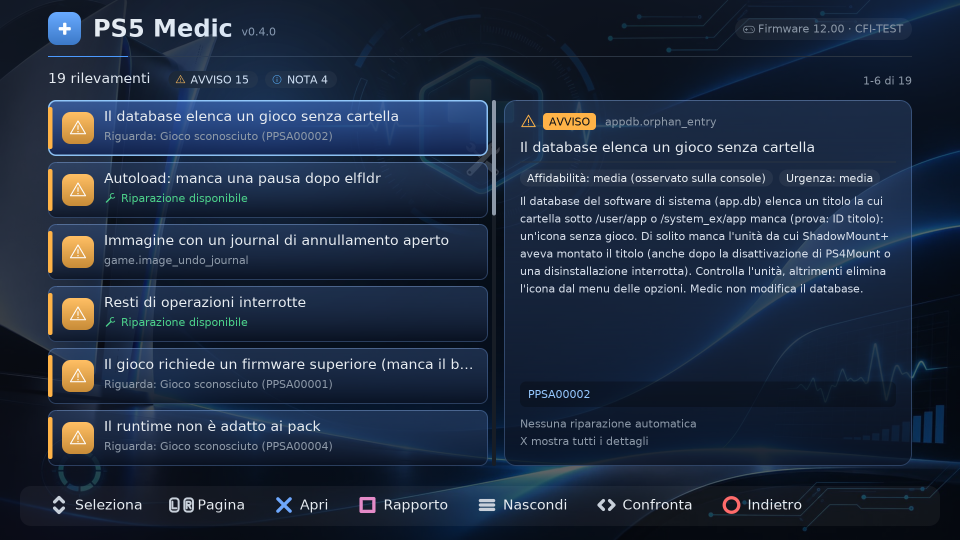 PS5 Medic v0.4.0
Firmware 12.00 · CFI-TEST
19 rilevamenti
AVVISO 15
NOTA 4
1-6 di 19
Il database elenca un gioco senza cartella
Riguarda: Gioco sconosciuto (PPSA00002)
Autoload: manca una pausa dopo elfldr
Riparazione disponibile
Immagine con un journal di annullamento aperto
game.image_undo_journal
Resti di operazioni interrotte
Riparazione disponibile
Il gioco richiede un firmware superiore (manca il b...
Riguarda: Gioco sconosciuto (PPSA00001)
Il runtime non è adatto ai pack
Riguarda: Gioco sconosciuto (PPSA00004)
AVVISO appdb.orphan_entry
Il database elenca un gioco senza cartella
Affidabilità: media (osservato sulla console)
Urgenza: media
Il database del software di sistema (app.db) elenca un titolo la cui
cartella sotto /user/app o /system_ex/app manca (prova: ID titolo):
un'icona senza gioco. Di solito manca l'unità da cui ShadowMount+
aveva montato il titolo (anche dopo la disattivazione di PS4Mount o
una disinstallazione interrotta). Controlla l'unità, altrimenti elimina
l'icona dal menu delle opzioni. Medic non modifica il database.
PPSA00002
Nessuna riparazione automatica
X mostra tutti i dettagli
Seleziona
L R Pagina
Apri
Rapporto
Nascondi
Confronta
Indietro